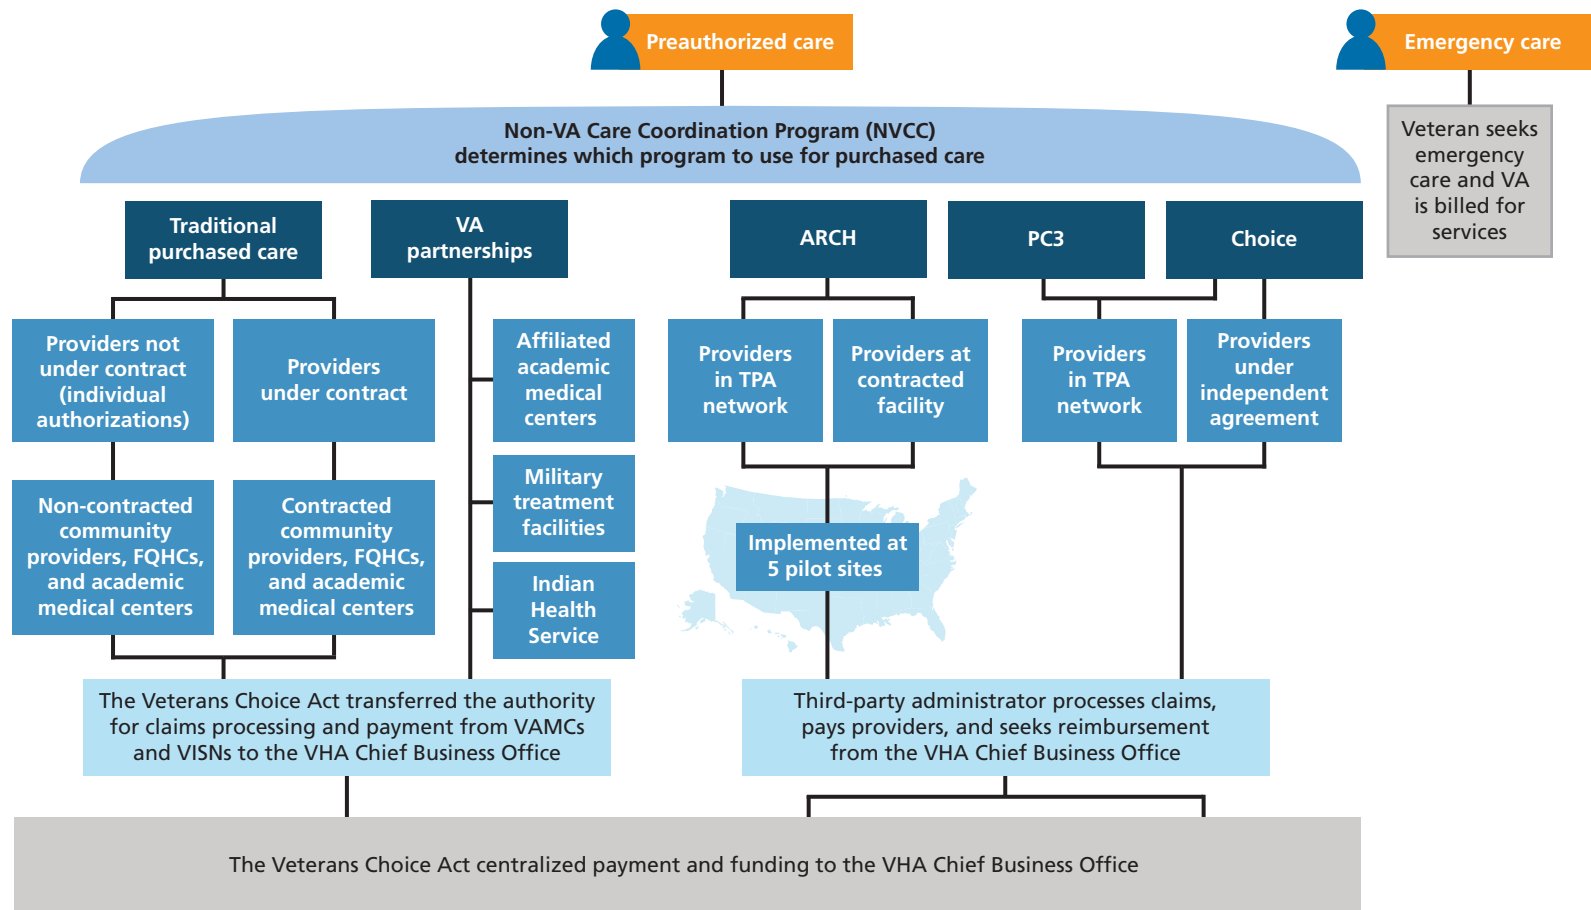 Preauthorized care
Emergency care
Non-VA Care Coordination Program (NVCC)
determines which program to use for purchased care
Veteran seeks
emergency
care and VA
is billed for
services
Traditional
purchased care
VA
partnerships
ARCH
PC3
Choice
Providers not
under contract
(individual
authorizations)
Providers
under contract
Affiliated
academic
medical
centers
Providers
in TPA
network
Providers at
contracted
facility
Providers
in TPA
network
Providers
under
independent
agreement
Non-contracted
community
providers, FQHCs,
and academic
medical centers
Contracted
community
providers, FQHCs,
and academic
medical centers
Military
treatment
facilities
Implemented at
5 pilot sites
Indian
Health
Service
The Veterans Choice Act transferred the authority
for claims processing and payment from VAMCs
and VISNs to the VHA Chief Business Office
Third-party administrator processes claims,
pays providers, and seeks reimbursement
from the VHA Chief Business Office
The Veterans Choice Act centralized payment and funding to the VHA Chief Business Office